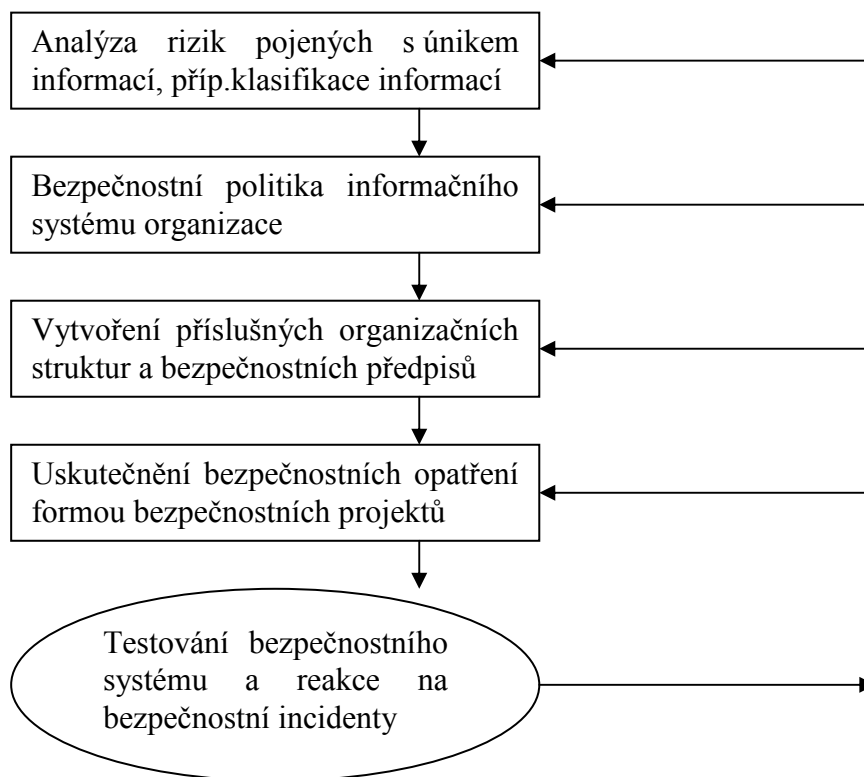 Analýza rizik pojených s únikem
informací, příp.klasifikace informací
Bezpečnostní politika informačního
systému organizace
Vytvoření příslušných organizačních
struktur a bezpečnostních předpisů
Uskutečnění bezpečnostních opatření
formou bezpečnostních projektů
Testování bezpečnostního
systému a reakce na
bezpečnostní incidenty